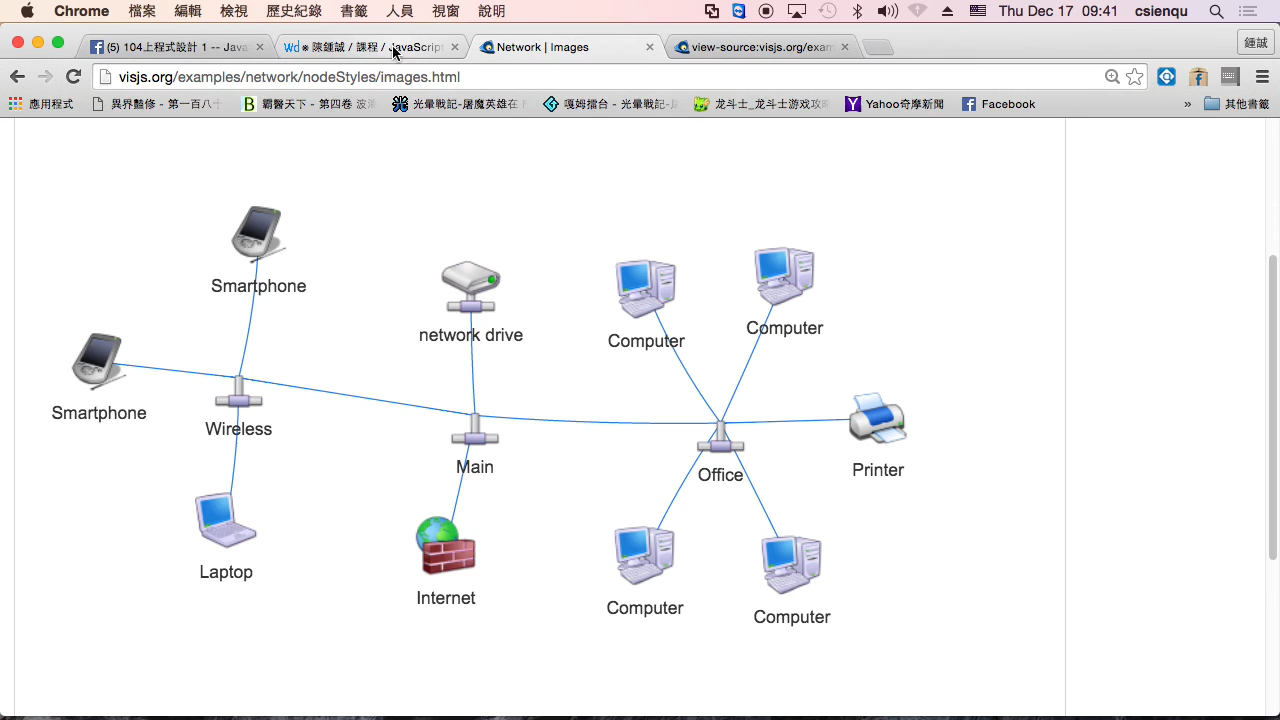 Chrome 檔案 編輯 檢視 歷史紀錄 書籤 人員 視窗 說明 Thu Dec 17 09:41 csienqu
(5) 104上程式設計 1 -- Java
Wd 陳鍾誠 / 課程 / JavaScript
Network | Images
view-source:visjs.org/exam
鍾誠
visjs.org/examples/network/nodeStyles/images.html
應用程式
異界豔修 - 第一百八十
B 霸醫天下 - 第四卷
光暈戰記-屠魔英雄在
嘎姆擂台 - 光暈戰記-
龙斗士_龙斗士游戏攻略
Yahoo奇摩新聞
Facebook
» 其他書籤
Smartphone
network drive
Computer
Computer
Smartphone
Wireless
Main
Office
Printer
Laptop
Internet
Computer
Computer